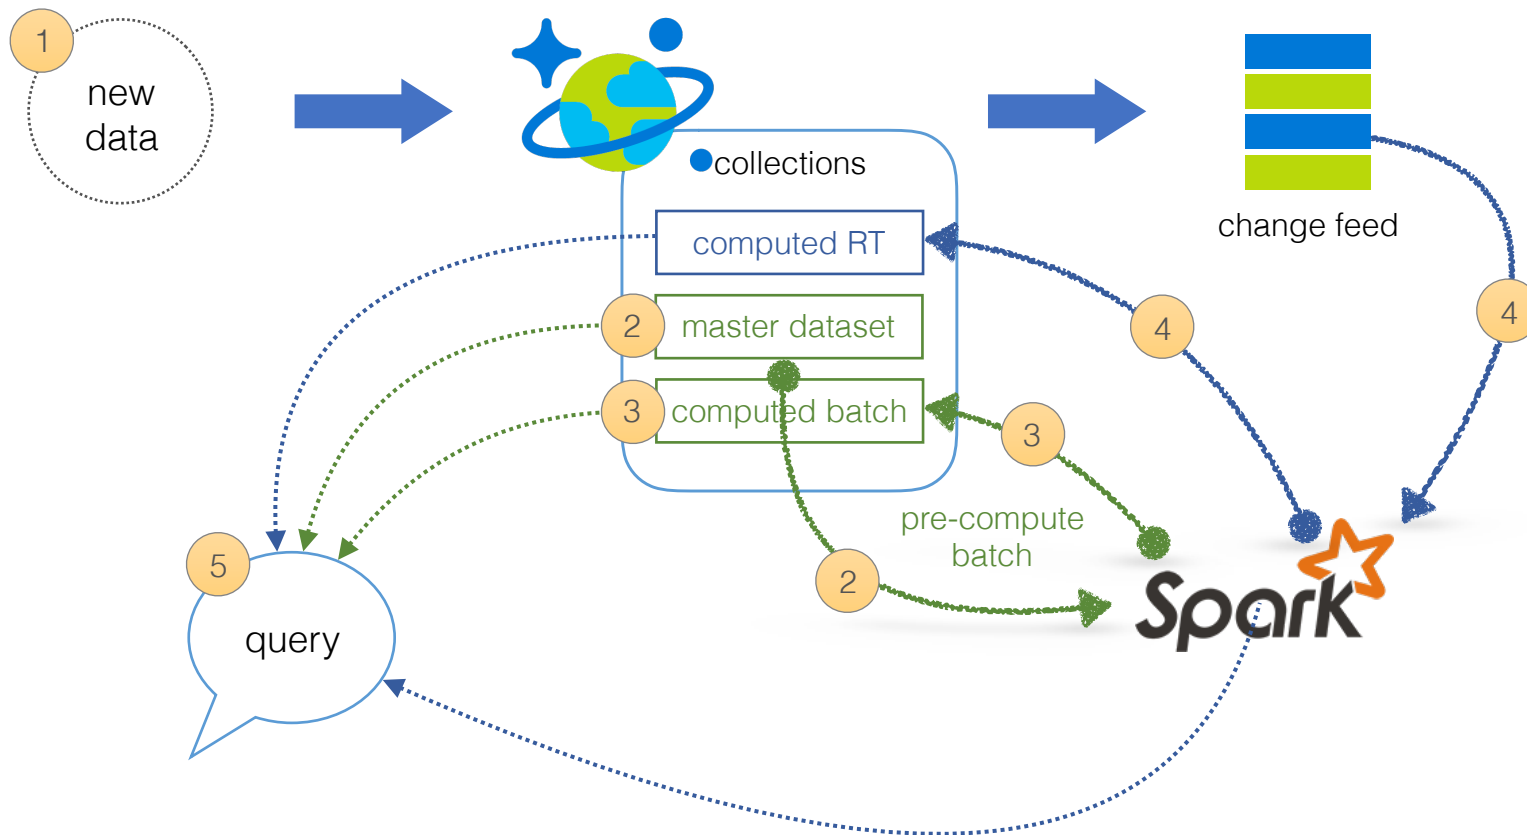 1
new
data
collections
computed RT
2
master dataset
3
computed batch
change feed
4
4
3
pre-compute
batch
2
Spark
5
query